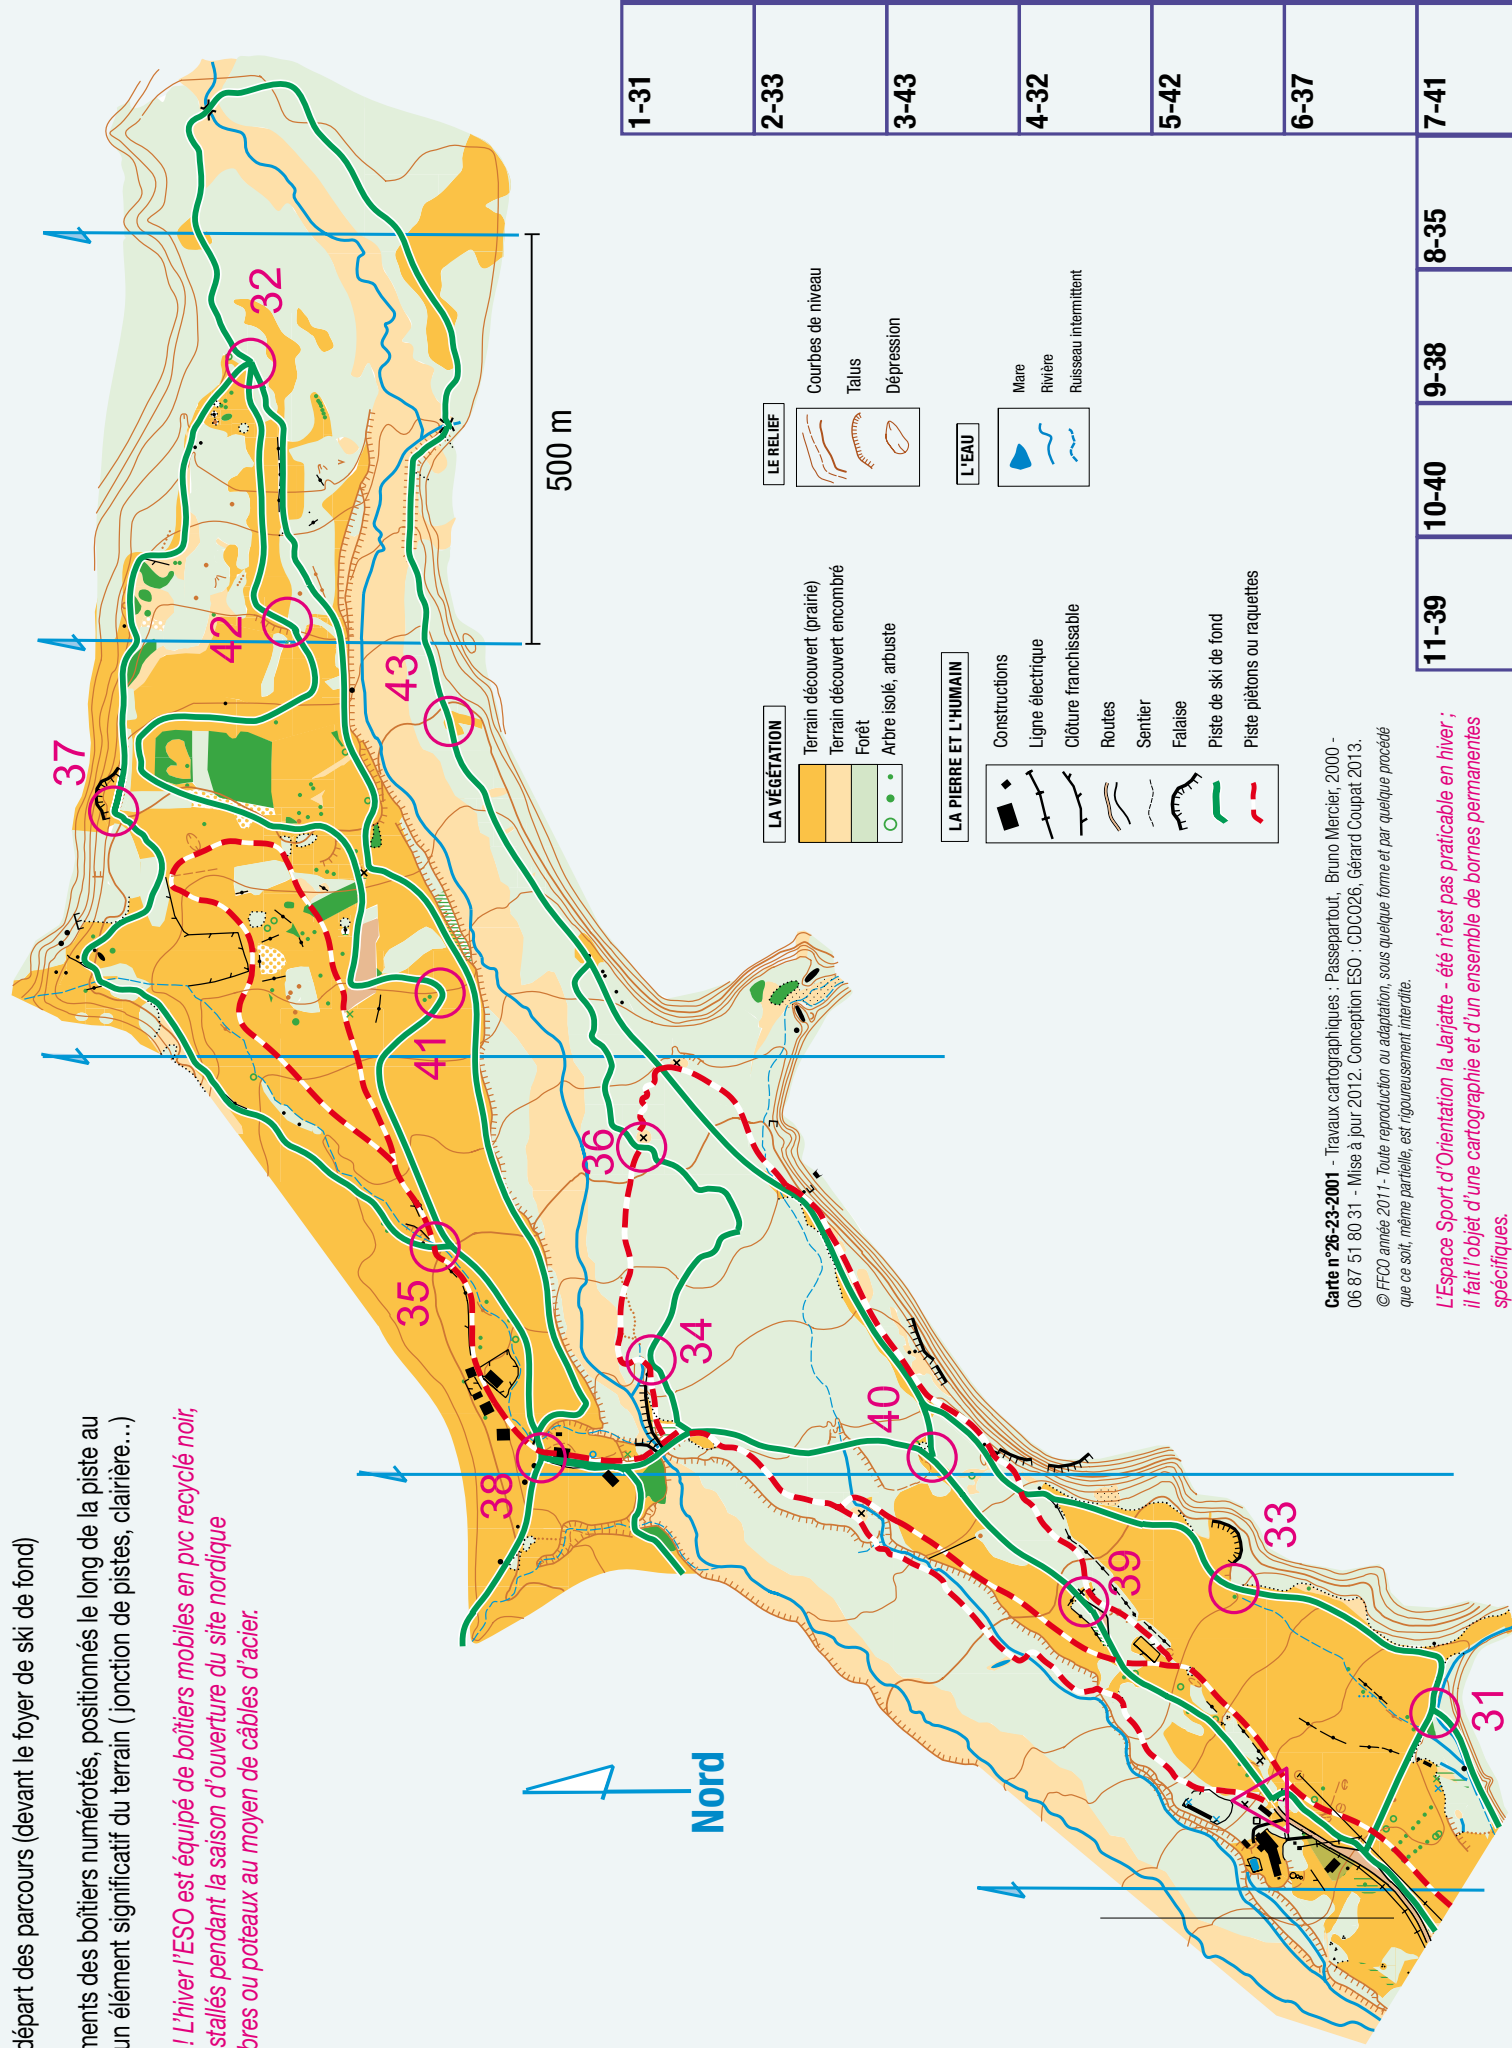 départ des parcours (devant le foyer de ski de fond)
ments des boîtiers numérotés, positionnés le long de la piste au
un élément significatif du terrain (jonction de pistes, clairière…)
! L'hiver l'ESO est équipé de boîtiers mobiles en pvc recyclé noir,
stallés pendant la saison d'ouverture du site nordique
bres ou poteaux au moyen de câbles d'acier.
Nord
31
33
39
40
38
34
35
36
41
37
43
42
32
500 m
LA VÉGÉTATION
Terrain découvert (prairie)
Terrain découvert encombré
Forêt
Arbre isolé, arbuste
LA PIERRE ET L'HUMAIN
Constructions
Ligne électrique
Clôture franchissable
Routes
Sentier
Falaise
Piste de ski de fond
Piste piètons ou raquettes
LE RELIEF
Courbes de niveau
Talus
Dépression
L'EAU
Mare
Rivière
Ruisseau intermittent
Carte n°26-23-2001 - Travaux cartographiques : Passepartout, Bruno Mercier, 2000 -
06 87 51 80 31 - Mise à jour 2012. Conception ESO : CDCO26, Gérard Coupat 2013.
© FFCO année 2011- Toute reproduction ou adaptation, sous quelque forme et par quelque procédé
que ce soit, même partielle, est rigoureusement interdite.
L'Espace Sport d'Orientation la Jarjatte - été n'est pas praticable en hiver ;
il fait l'objet d'une cartographie et d'un ensemble de bornes permanentes
spécifiques.
1-31
2-33
3-43
4-32
5-42
6-37
7-41
8-35
9-38
10-40
11-39